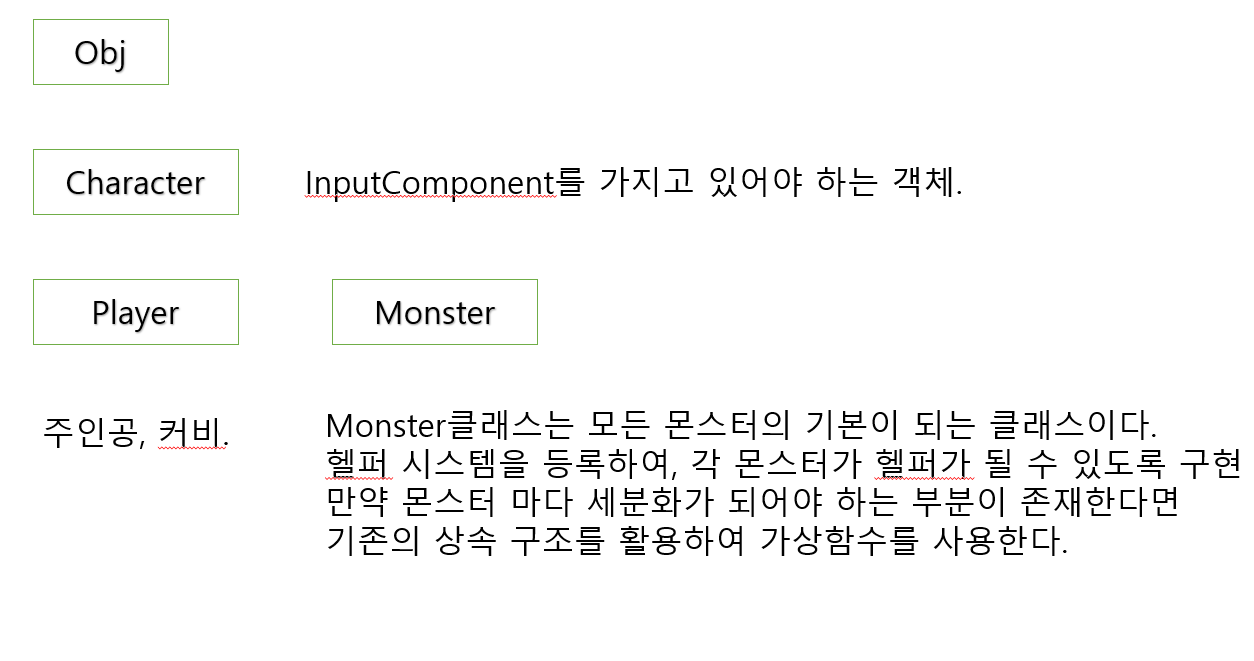 Obj
Character
InputComponent를 가지고 있어야 하는 객체.
Player
Monster
주인공, 커비.
Monster클래스는 모든 몬스터의 기본이 되는 클래스이다.
헬퍼 시스템을 등록하여, 각 몬스터가 헬퍼가 될 수 있도록 구현
만약 몬스터 마다 세분화가 되어야 하는 부분이 존재한다면
기존의 상속 구조를 활용하여 가상함수를 사용한다.